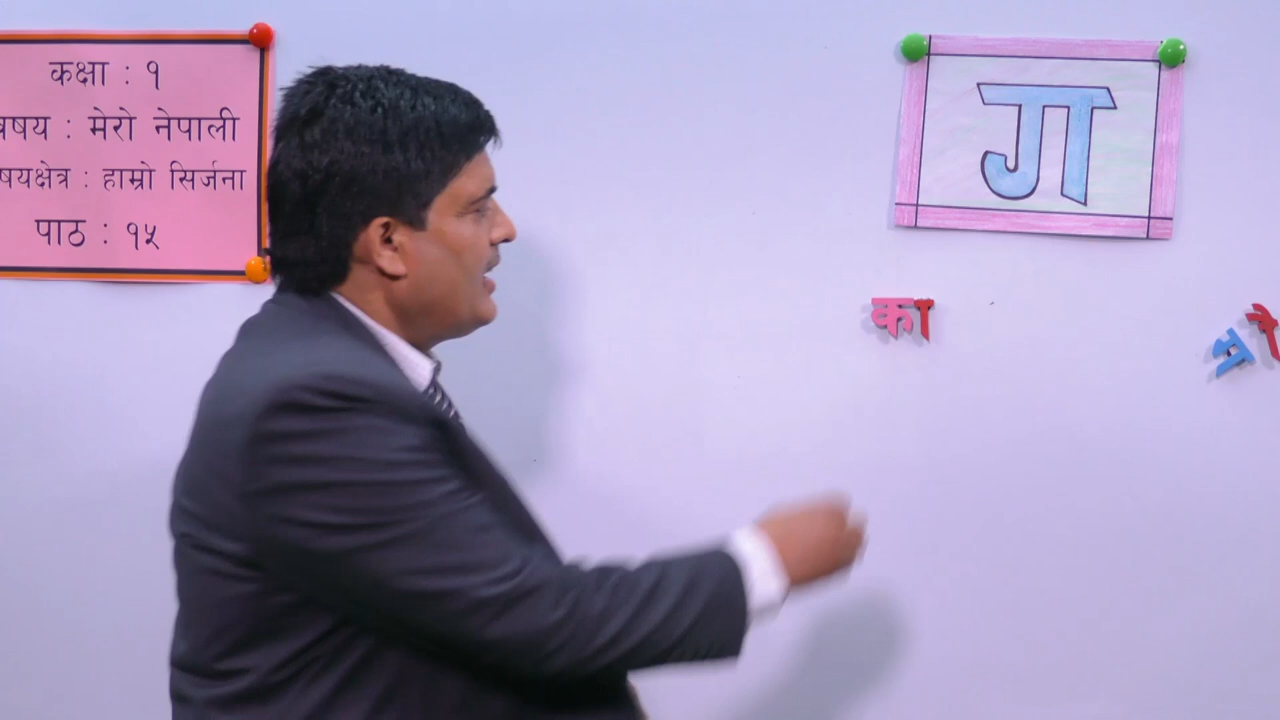 कक्षा : १
विषय : मेरो नेपाली
विषयक्षेत्र : हाम्रो सिर्जना
पाठ : १५
का